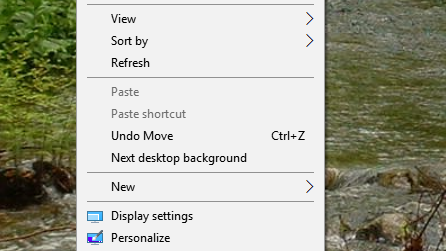 View
Sort by
Refresh
Paste
Paste shortcut
Undo Move Ctrl+Z
Next desktop background
New
Display settings
Personalize